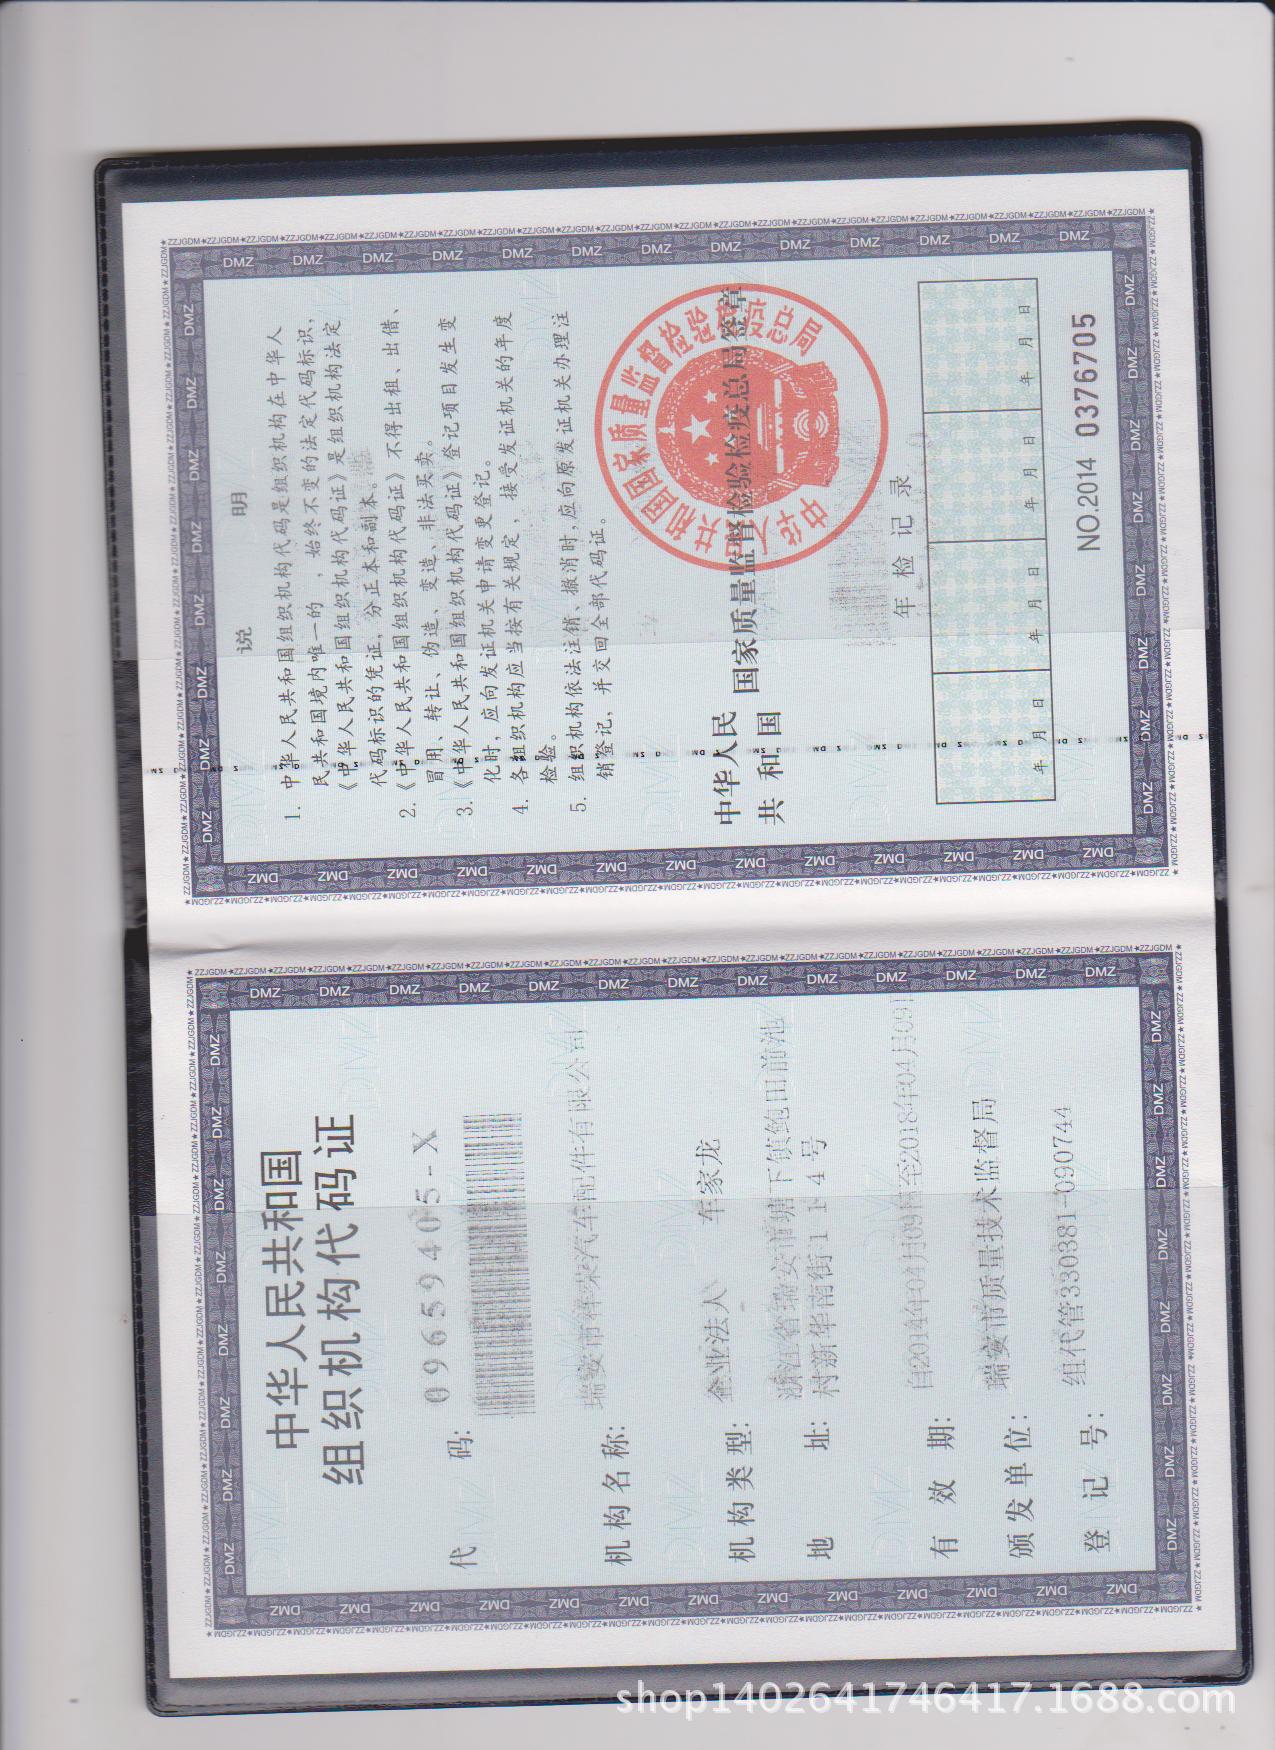 中华人民共和国
组织机构代码证
代 码: 09659405-X
机构名称: 瑞安市祥荣汽车配件有限公司
机构类型: 企业法人 车家龙
地 址: 浙江省瑞安市塘下镇鲍田前池
村新华南街114号
有 效 期: 自2014年04月09日至2018年04月09日
颁发单位: 瑞安市质量技术监督局
登 记 号: 组代管330381-090744
说 明
1. 中华人民共和国组织机构代码是组织机构在中华人
民共和国境内唯一的、始终不变的法定代码标识,
《中华人民共和国组织机构代码证》是组织机构法定
代码标识的凭证,分正本和副本。
2.《中华人民共和国组织机构代码证》不得出租、出借、
冒用、转让、伪造、变造、非法买卖。
3.《中华人民共和国组织机构代码证》登记项目发生变
化时,应向发证机关申请变更登记。
4. 各组织机构应当按有关规定,接受发证机关的年度
检验。
5. 组织机构依法注销、撤消时,应向原发证机关办理注
销登记,并交回全部代码证。
中华人民
共和国 国家质量监督检验检疫总局签章
中华人民共和国国家质量监督检验检疫总局
年检记录
年 月 日 年 月 日 年 月 日 年 月 日
NO.2014 0376705
DMZ
ZZJGDM
shop1402641746417.1688.com